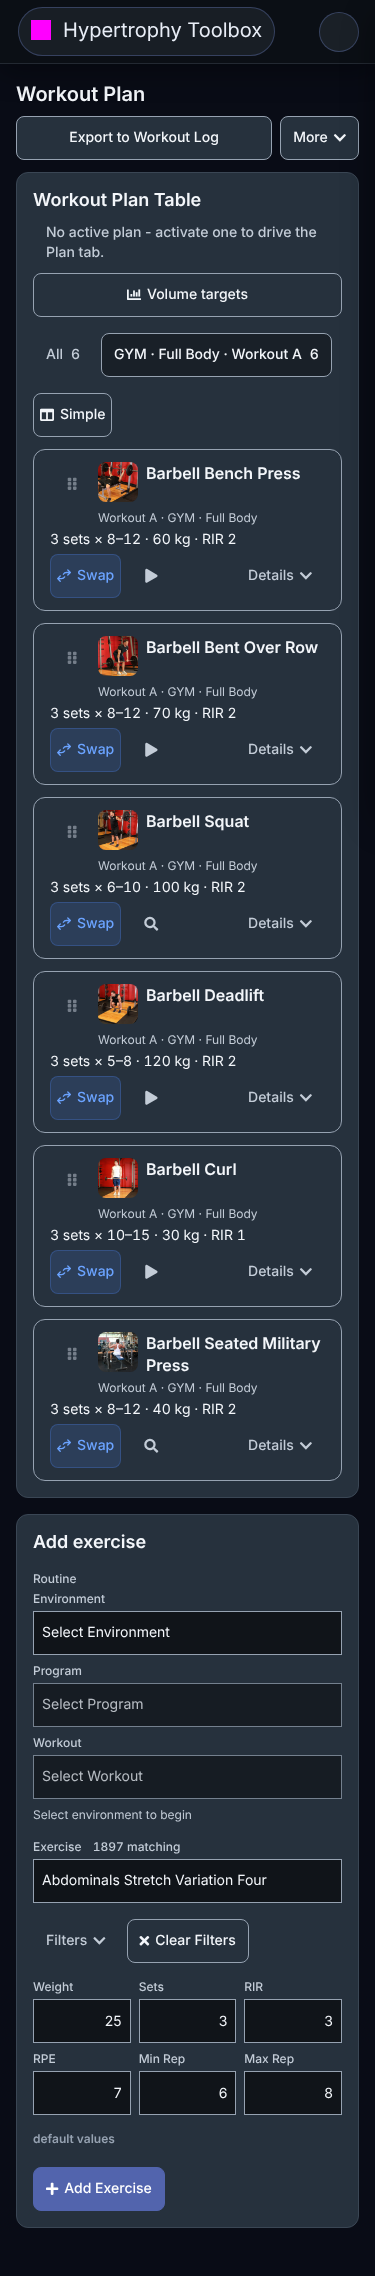 Hypertrophy Toolbox
Workout Plan
Export to Workout Log
More
Workout Plan Table
No active plan - activate one to drive the
Plan tab.
Volume targets
All 6
GYM · Full Body · Workout A 6
Simple
Barbell Bench Press
Workout A · GYM · Full Body
3 sets × 8–12 · 60 kg · RIR 2
Swap
Details
Barbell Bent Over Row
Workout A · GYM · Full Body
3 sets × 8–12 · 70 kg · RIR 2
Swap
Details
Barbell Squat
Workout A · GYM · Full Body
3 sets × 6–10 · 100 kg · RIR 2
Swap
Details
Barbell Deadlift
Workout A · GYM · Full Body
3 sets × 5–8 · 120 kg · RIR 2
Swap
Details
Barbell Curl
Workout A · GYM · Full Body
3 sets × 10–15 · 30 kg · RIR 1
Swap
Details
Barbell Seated Military
Press
Workout A · GYM · Full Body
3 sets × 8–12 · 40 kg · RIR 2
Swap
Details
Add exercise
Routine
Environment
Select Environment
Program
Select Program
Workout
Select Workout
Select environment to begin
Exercise 1897 matching
Abdominals Stretch Variation Four
Filters
Clear Filters
Weight Sets RIR
25 3 3
RPE Min Rep Max Rep
7 6 8
default values
Add Exercise